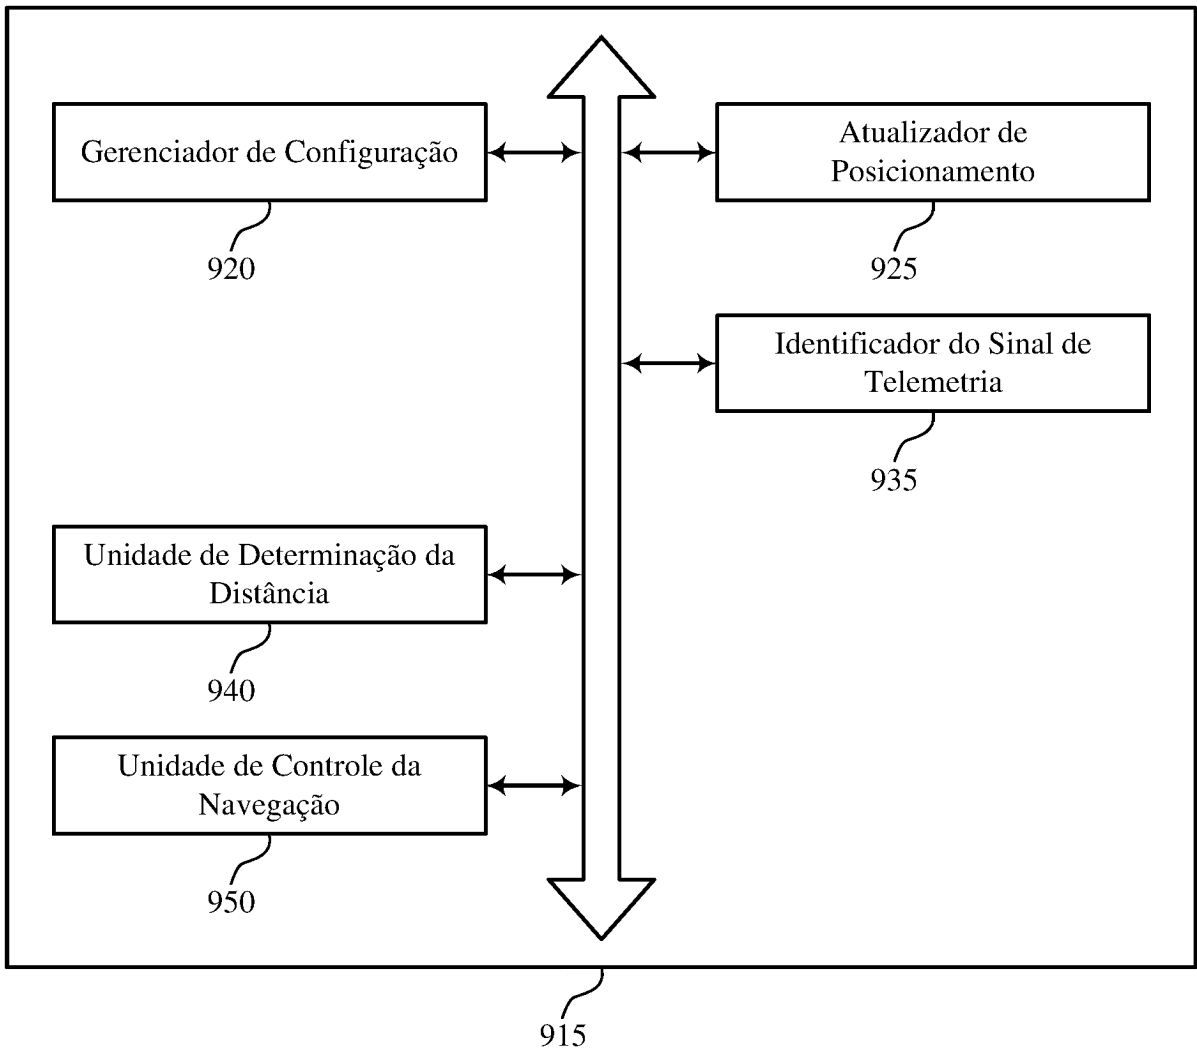 Gerenciador de Configuração
920
Atualizador de
Posicionamento
925
Identificador do Sinal de
Telemetria
935
Unidade de Determinação da
Distância
940
Unidade de Controle da
Navegação
950
915